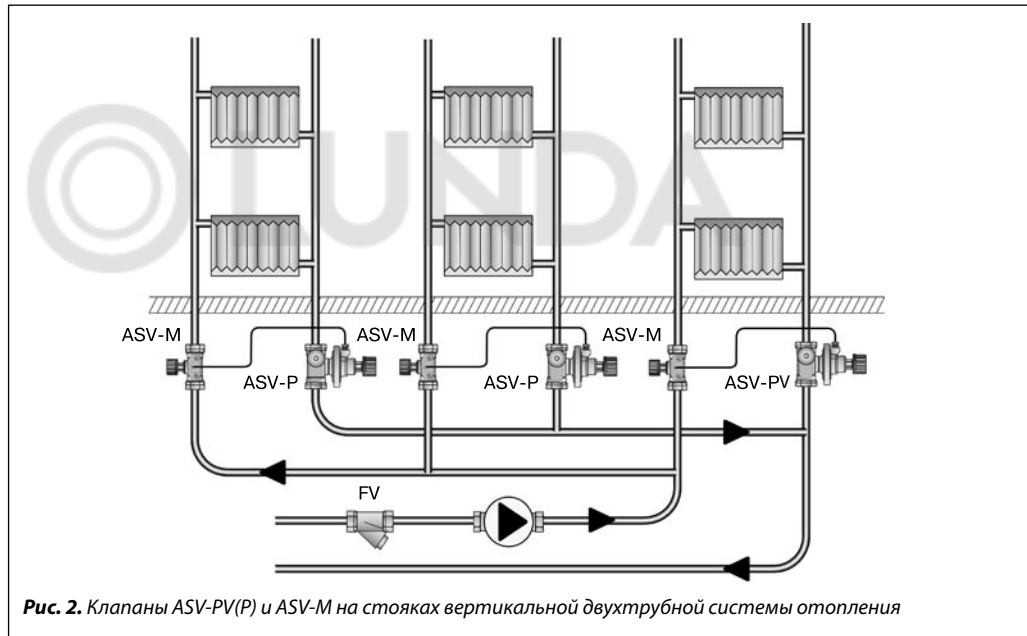 LUNDA
ASV-M
ASV-P
ASV-M
ASV-P
ASV-M
ASV-PV
FV
Рис. 2. Клапаны ASV-PV(P) и ASV-M на стояках вертикальной двухтрубной системы отопления